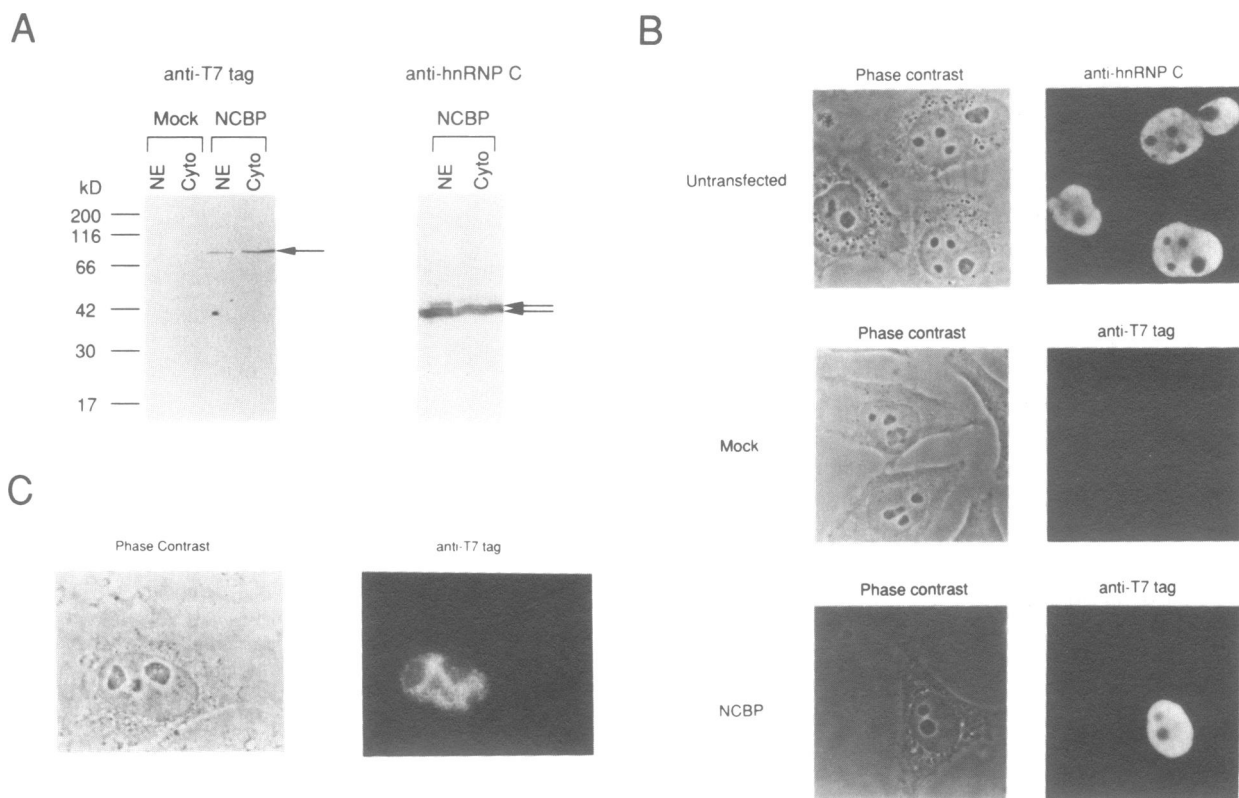 A
anti-T7 tag
anti-hnRNP C
Mock NCBP
NCBP
NE Cyto NE Cyto
NE Cyto
kD
200
116
66
42
30
17
B
Phase contrast
anti-hnRNP C
Untransfected
Phase contrast
anti-T7 tag
Mock
Phase contrast
anti-T7 tag
NCBP
C
Phase Contrast
anti-T7 tag